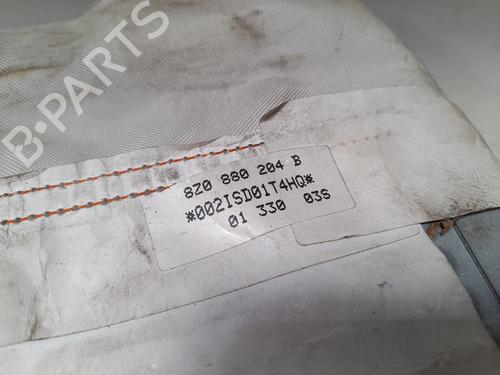 B-PARTS
8Z0 880 204 B
*002ISD01T4HQ*
01 330 03S